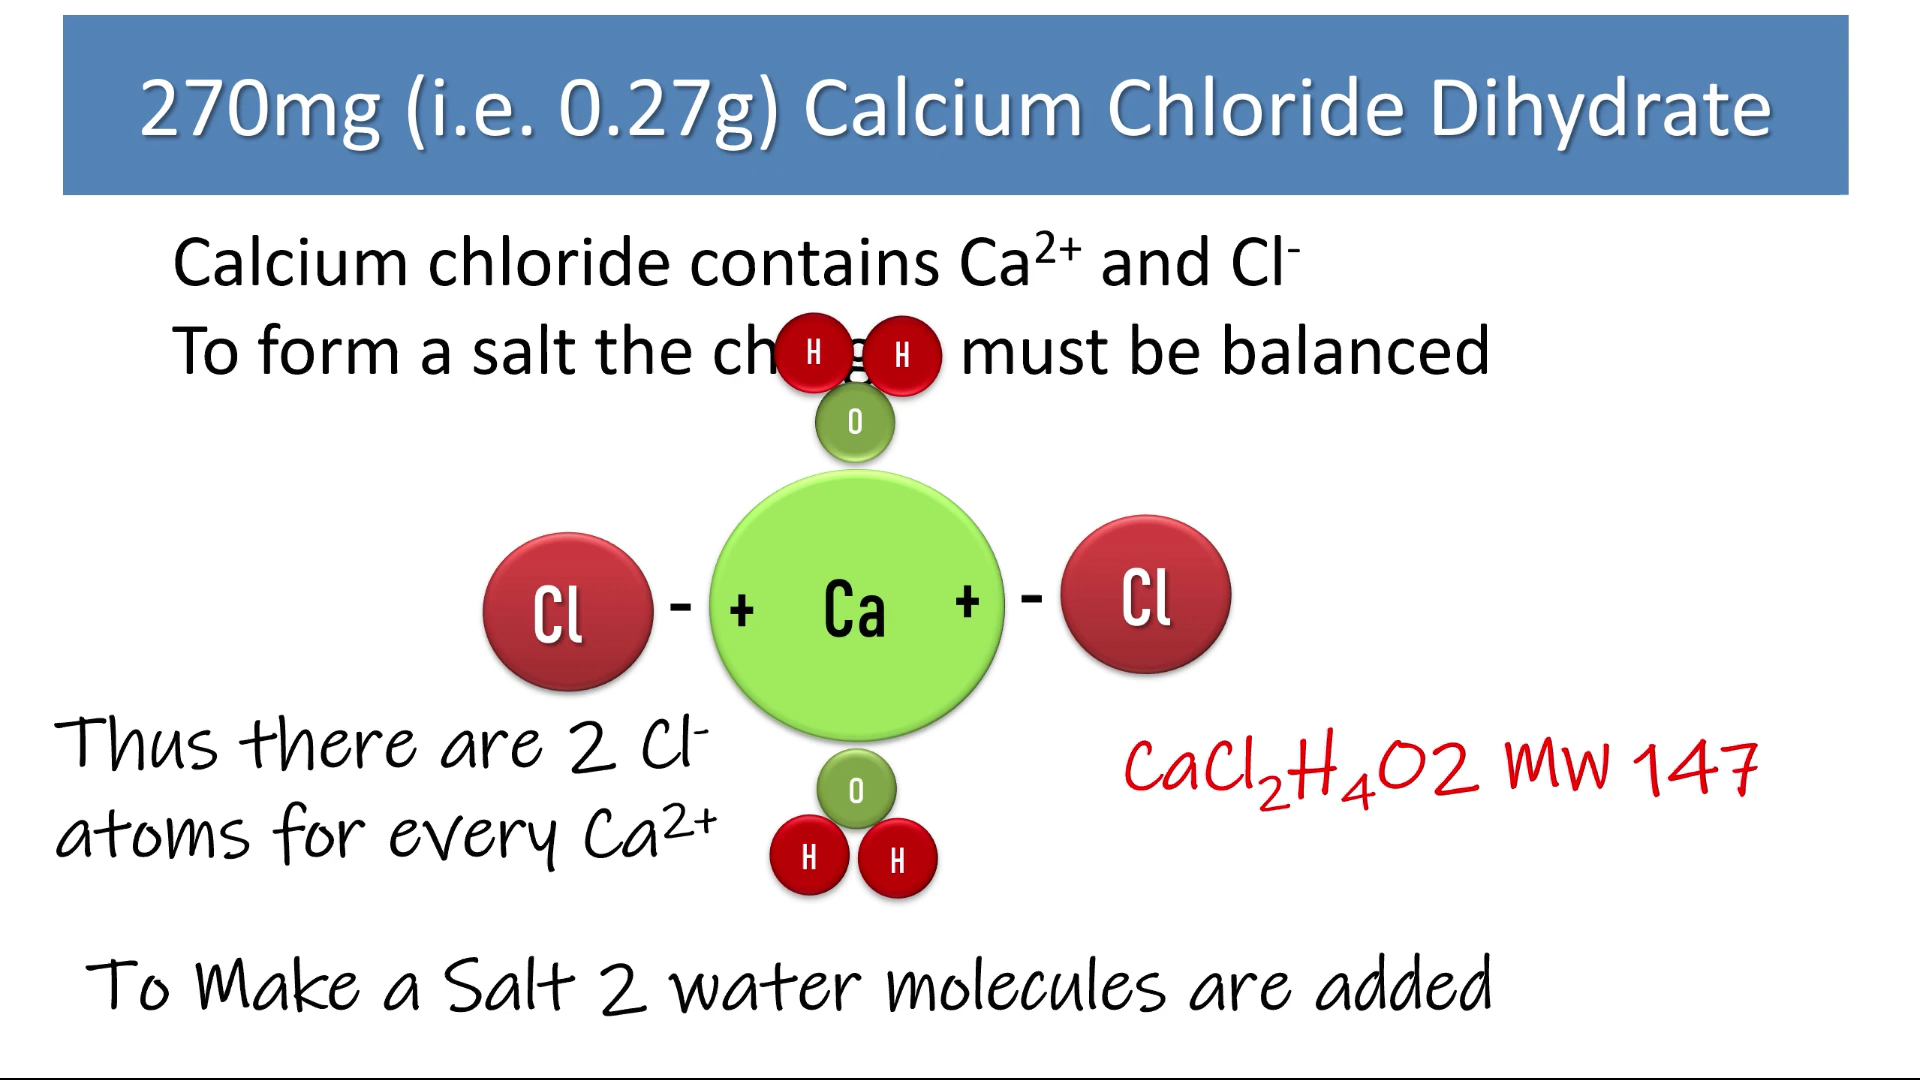 270mg (i.e. 0.27g) Calcium Chloride Dihydrate
Calcium chloride contains Ca²⁺ and Cl⁻
To form a salt the ch g must be balanced
H H
O
Cl - + Ca + - Cl
Thus there are 2 Cl⁻
atoms for every Ca²⁺
CaCl₂H₄O2 MW 147
O
H H
To Make a Salt 2 water molecules are added